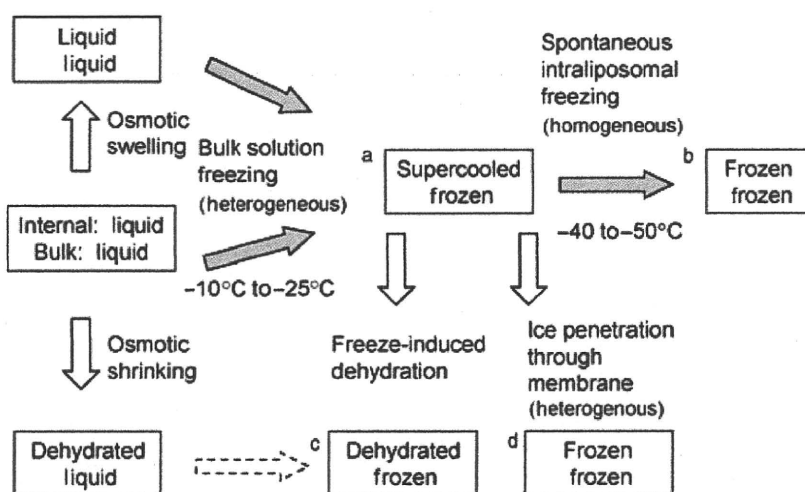 Liquid
liquid
Osmotic
swelling
Internal: liquid
Bulk: liquid
Osmotic
shrinking
Dehydrated
liquid
Bulk solution
freezing
(heterogeneous)
−10°C to−25°C
a
Supercooled
frozen
Spontaneous
intraliposomal
freezing
(homogeneous)
−40 to−50°C
b
Frozen
frozen
Freeze-induced
dehydration
Ice penetration
through
membrane
(heterogenous)
c
Dehydrated
frozen
d
Frozen
frozen